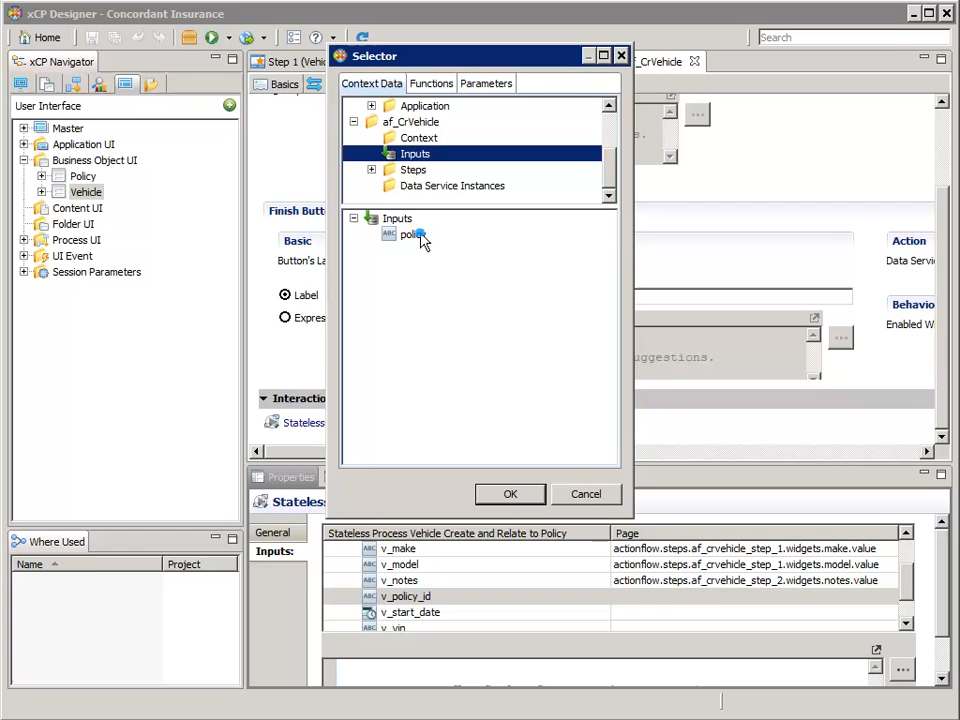 xCP Designer - Concordant Insurance
Home
Search
xCP Navigator
User Interface
Master
Application UI
Business Object UI
Policy
Vehicle
Content UI
Folder UI
Process UI
UI Event
Session Parameters
Where Used
Name
Project
Step 1 (Vehi
f_CrVehicle
Basics
s.
Finish Butt
Basic
Button's La
Label
Expres
Action
Data Servi
Behavio
Enabled W
uggestions.
Interactio
Stateless
Selector
Context Data
Functions
Parameters
Application
af_CrVehicle
Context
Inputs
Steps
Data Service Instances
Inputs
OK
Cancel
Properties
Stateless
General
Inputs:
Stateless Process Vehicle Create and Relate to Policy
Page
v_make
actionflow.steps.af_crvehicle_step_1.widgets.make.value
v_model
actionflow.steps.af_crvehicle_step_1.widgets.model.value
v_notes
actionflow.steps.af_crvehicle_step_2.widgets.notes.value
v_policy_id
v_start_date
v_vin